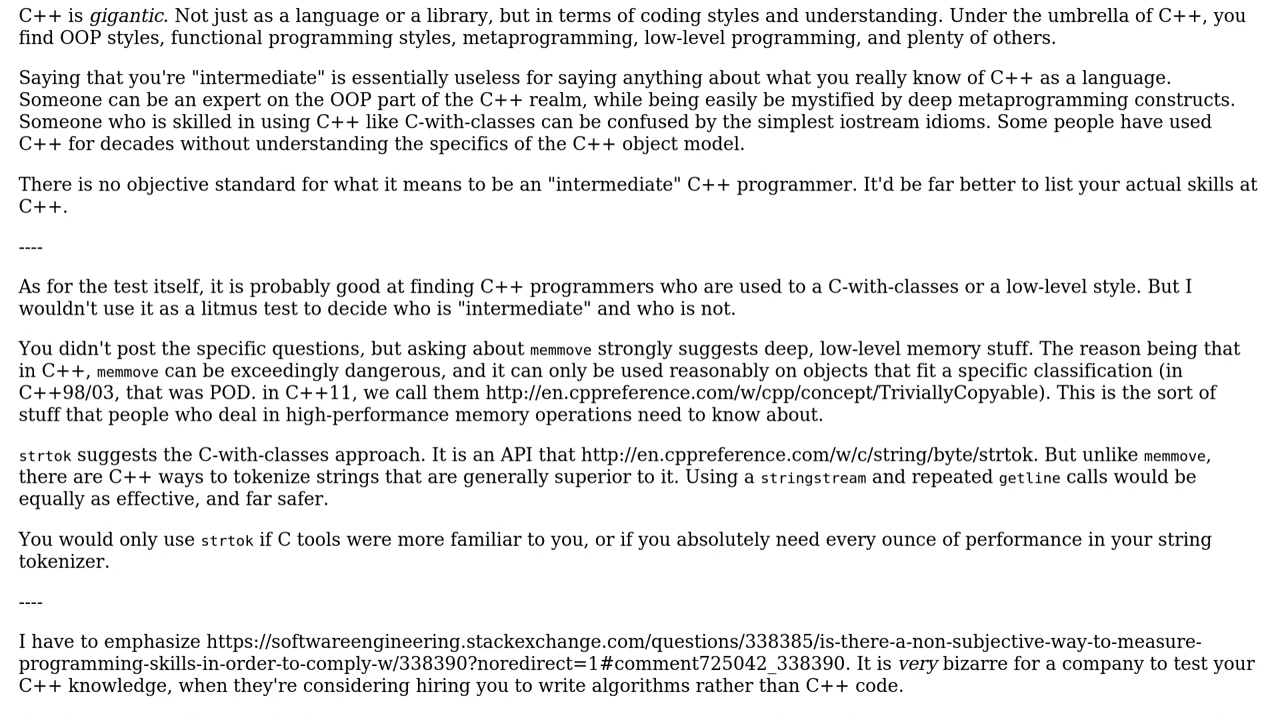 C++ is gigantic. Not just as a language or a library, but in terms of coding styles and understanding. Under the umbrella of C++, you
find OOP styles, functional programming styles, metaprogramming, low-level programming, and plenty of others.
Saying that you're "intermediate" is essentially useless for saying anything about what you really know of C++ as a language.
Someone can be an expert on the OOP part of the C++ realm, while being easily be mystified by deep metaprogramming constructs.
Someone who is skilled in using C++ like C-with-classes can be confused by the simplest iostream idioms. Some people have used
C++ for decades without understanding the specifics of the C++ object model.
There is no objective standard for what it means to be an "intermediate" C++ programmer. It'd be far better to list your actual skills at
C++.
----
As for the test itself, it is probably good at finding C++ programmers who are used to a C-with-classes or a low-level style. But I
wouldn't use it as a litmus test to decide who is "intermediate" and who is not.
You didn't post the specific questions, but asking about memmove strongly suggests deep, low-level memory stuff. The reason being that
in C++, memmove can be exceedingly dangerous, and it can only be used reasonably on objects that fit a specific classification (in
C++98/03, that was POD. in C++11, we call them http://en.cppreference.com/w/cpp/concept/TriviallyCopyable). This is the sort of
stuff that people who deal in high-performance memory operations need to know about.
strtok suggests the C-with-classes approach. It is an API that http://en.cppreference.com/w/c/string/byte/strtok. But unlike memmove,
there are C++ ways to tokenize strings that are generally superior to it. Using a stringstream and repeated getline calls would be
equally as effective, and far safer.
You would only use strtok if C tools were more familiar to you, or if you absolutely need every ounce of performance in your string
tokenizer.
----
I have to emphasize https://softwareengineering.stackexchange.com/questions/338385/is-there-a-non-subjective-way-to-measure-
programming-skills-in-order-to-comply-w/338390?noredirect=1#comment725042_338390. It is very bizarre for a company to test your
C++ knowledge, when they're considering hiring you to write algorithms rather than C++ code.